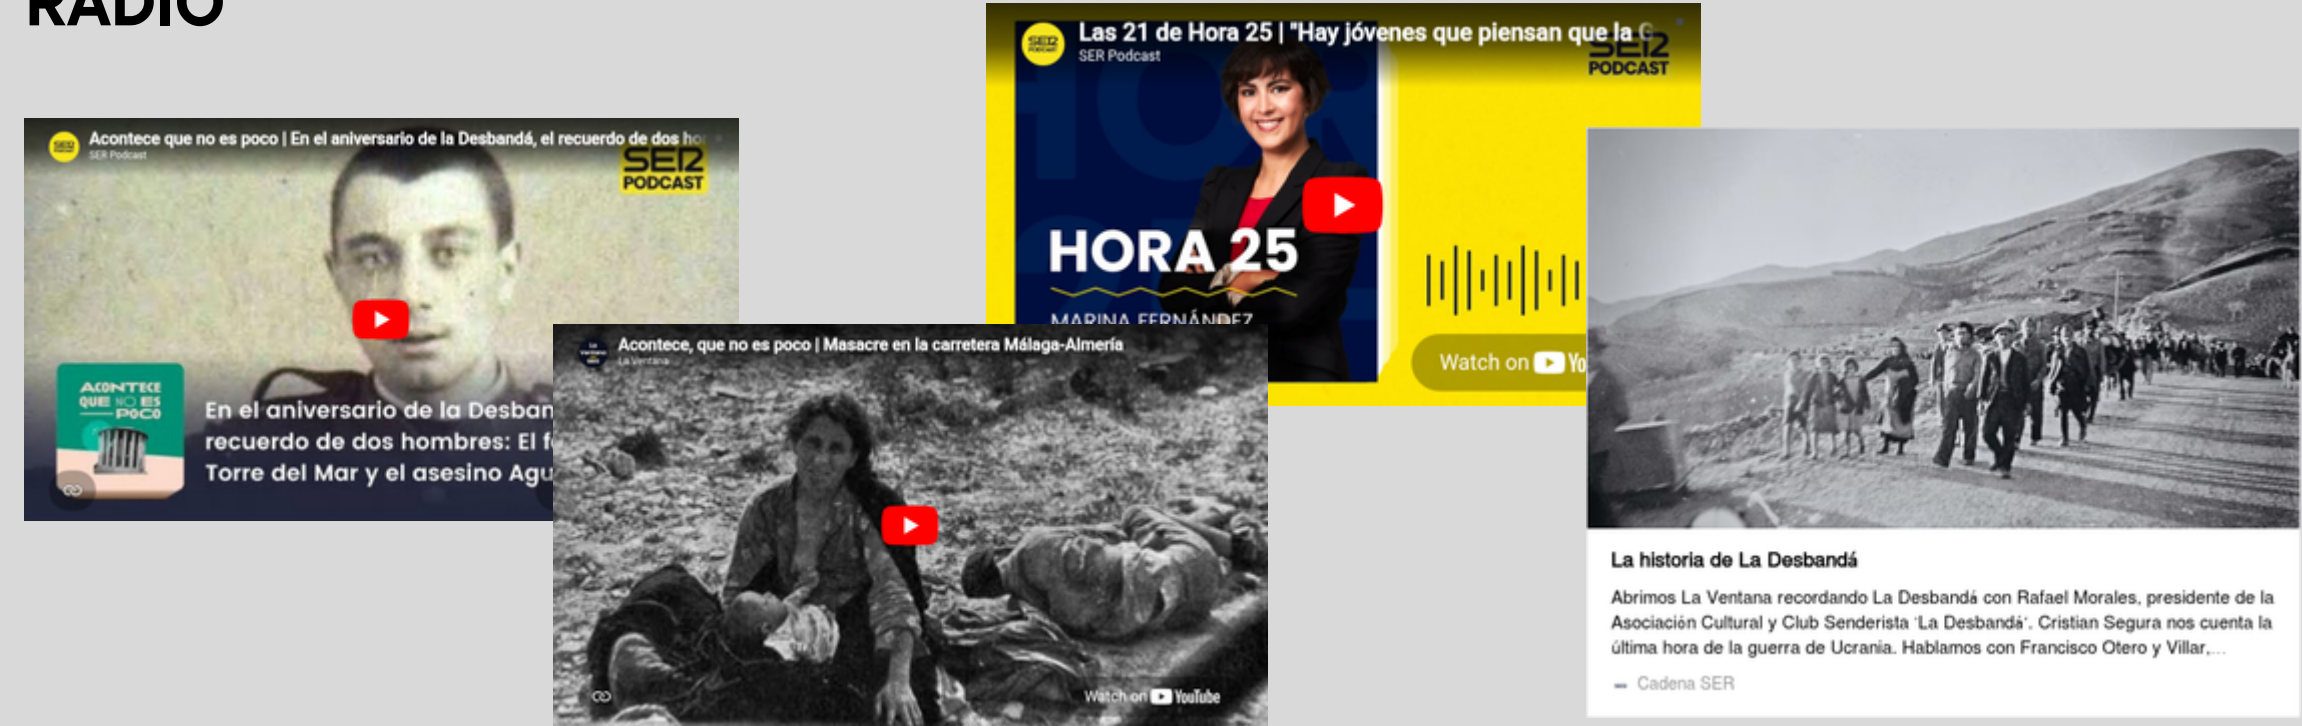 RADIO
Acontece que no es poco | En el aniversario de la Desbandá, el recuerdo de dos
SER Podcast
SER
PODCAST
ACONTECE
QUE NO ES
POCO
En el aniversario de la
recuerdo de dos hombres: El
Torre del Mar y el asesino
Las 21 de Hora 25 | "Hay jóvenes que piensan que la
SER Podcast
SER
PODCAST
HORA 25
MARINA FERNÁNDEZ
Watch on
Acontece, que no es poco | Masacre en la carretera Málaga-Almería
La Ventana
Watch on YouTube
La historia de La Desbandá
Abrimos La Ventana recordando La Desbandá con Rafael Morales, presidente de la
Asociación Cultural y Club Senderista 'La Desbandá'. Cristian Segura nos cuenta la
última hora de la guerra de Ucrania. Hablamos con Francisco Otero y Villar,...
Cadena SER